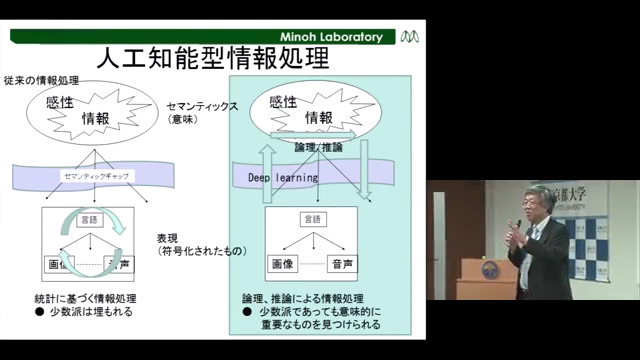 Minoh Laboratory
人工知能型情報処理
従来の情報処理
感性
情報
セマンティックス
(意味)
セマンティックギャップ
言語
画像
音声
表現
(符号化されたもの)
統計に基づく情報処理
● 少数派は埋もれる
感性
情報
論理/推論
Deep learning
言語
画像
音声
論理、推論による情報処理
● 少数派であっても意味的に
重要なものを見つけられる
京都大学